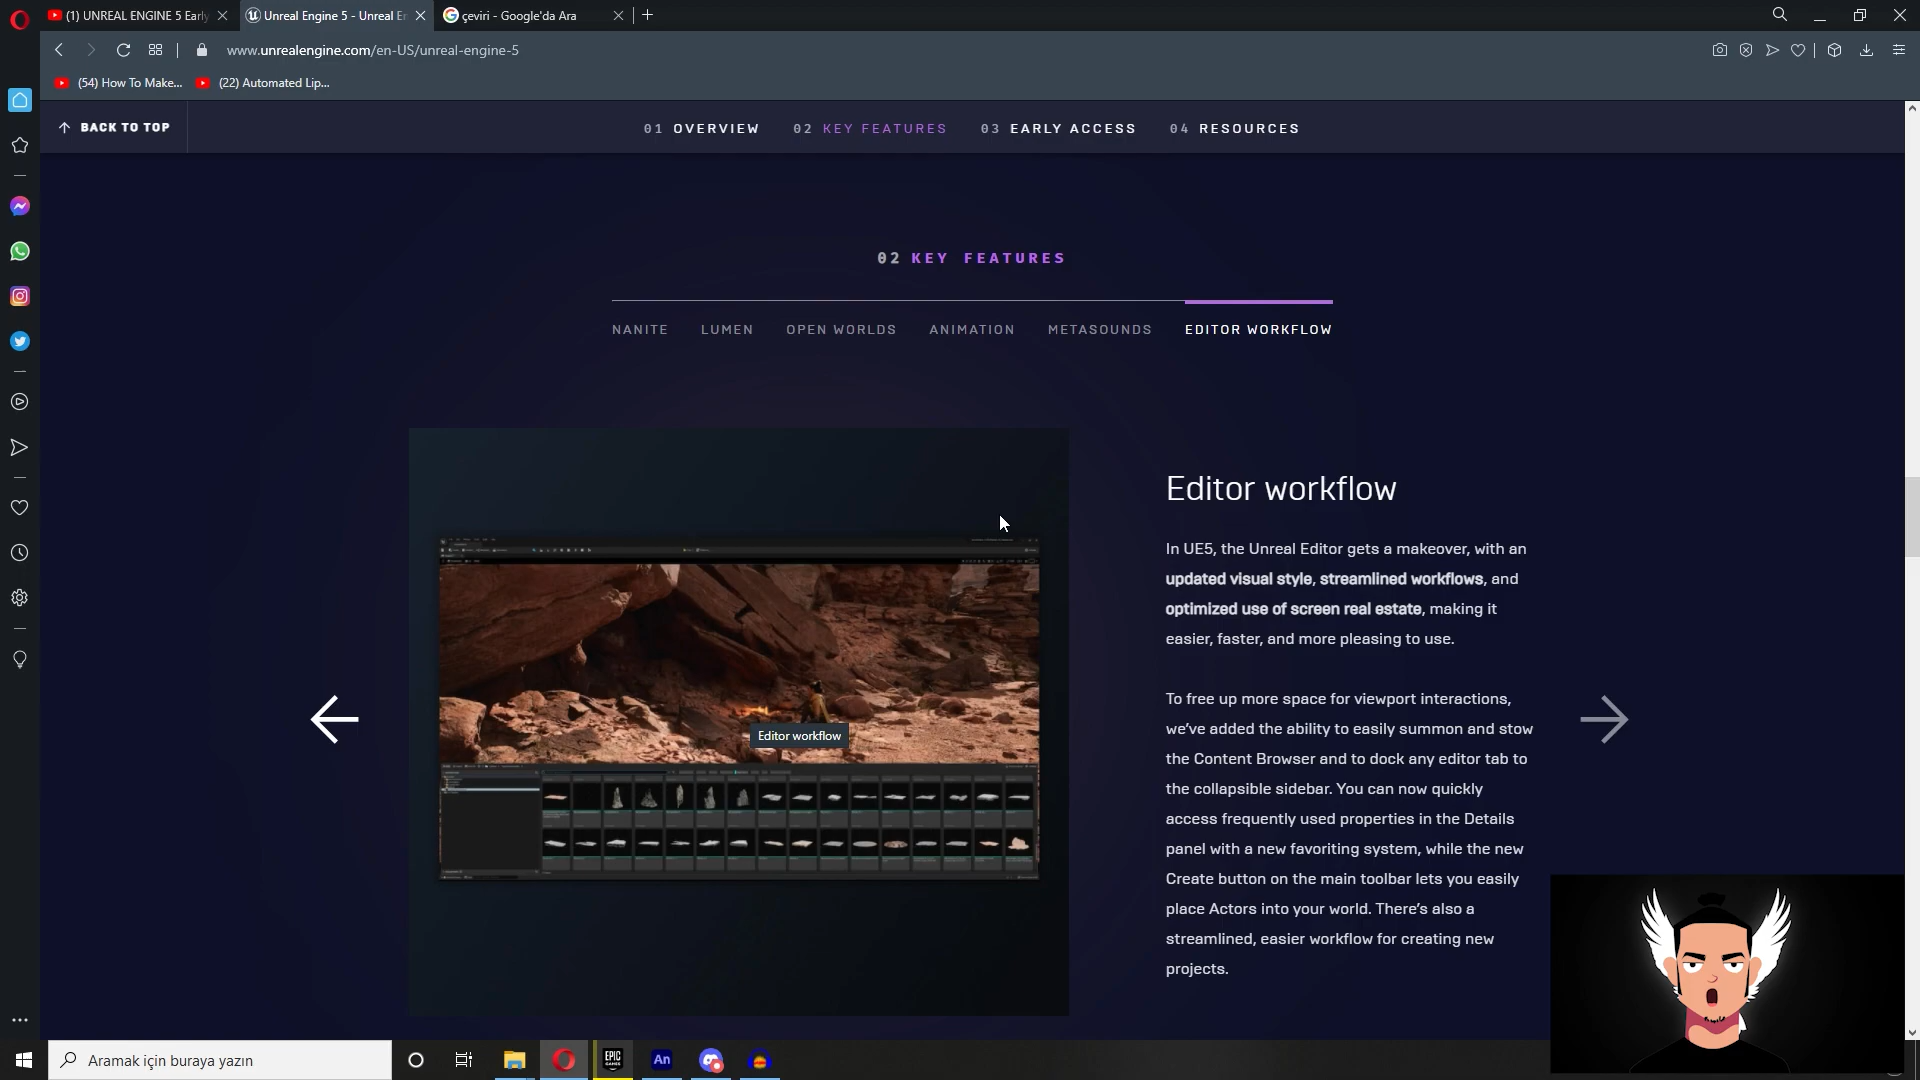 (1) UNREAL ENGINE 5 Early
Unreal Engine 5 - Unreal E
çeviri - Google'da Ara
www.unrealengine.com/en-US/unreal-engine-5
(54) How To Make...
(22) Automated Lip...
BACK TO TOP
01 OVERVIEW
02 KEY FEATURES
03 EARLY ACCESS
04 RESOURCES
02 KEY FEATURES
NANITE
LUMEN
OPEN WORLDS
ANIMATION
METASOUNDS
EDITOR WORKFLOW
Editor workflow
Editor workflow
In UE5, the Unreal Editor gets a makeover, with an
updated visual style, streamlined workflows, and
optimized use of screen real estate, making it
easier, faster, and more pleasing to use.
To free up more space for viewport interactions,
we've added the ability to easily summon and stow
the Content Browser and to dock any editor tab to
the collapsible sidebar. You can now quickly
access frequently used properties in the Details
panel with a new favoriting system, while the new
Create button on the main toolbar lets you easily
place Actors into your world. There's also a
streamlined, easier workflow for creating new
projects.
Aramak için buraya yazın
EPIC
GAMES
An